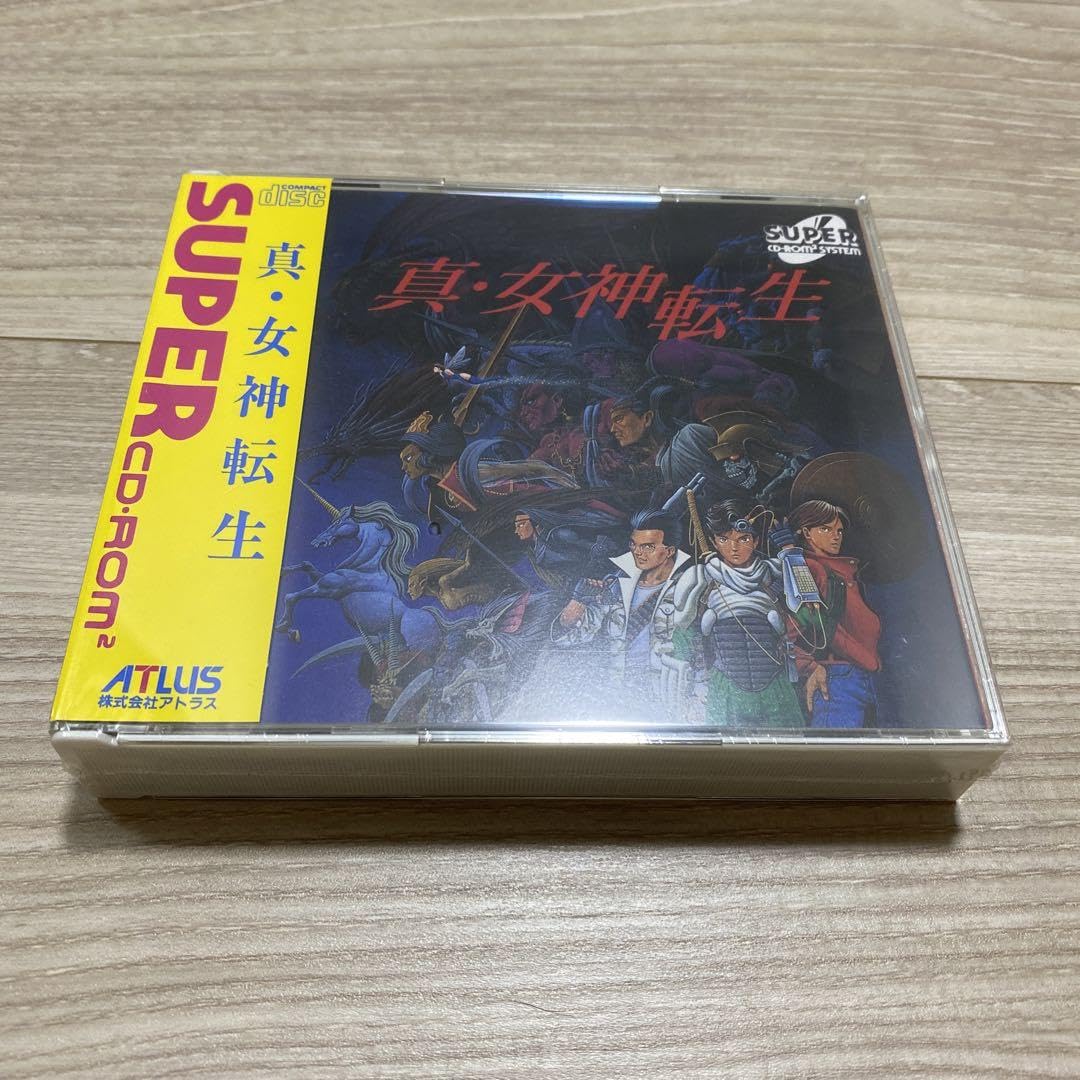 SUPER CD-ROM²
COMPACT
disc
真・女神転生
ATLUS
株式会社アトラス
SUPER
CD-ROM² SYSTEM
真・女神転生